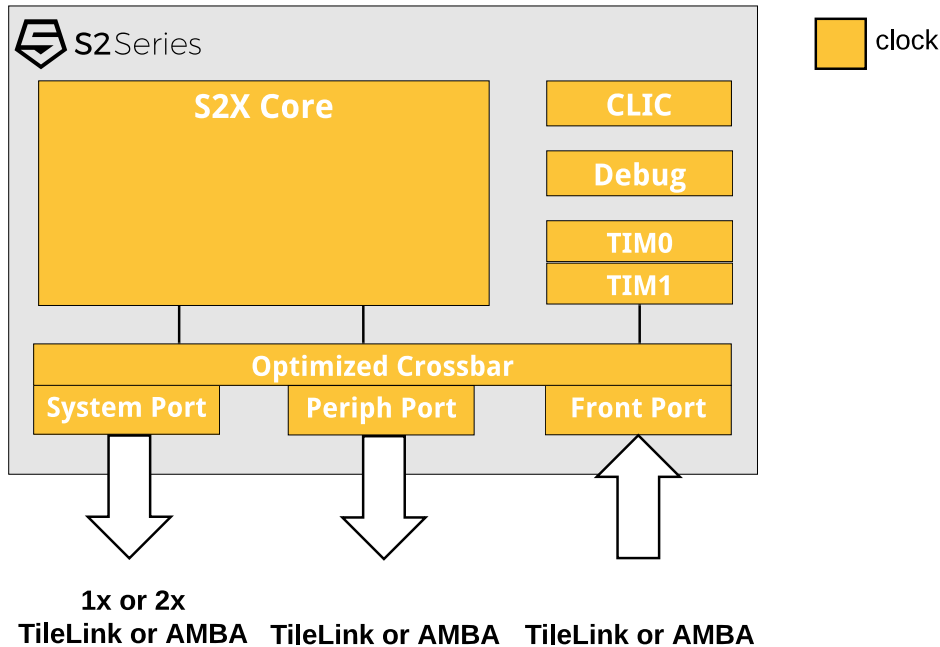 S2Series
clock
S2X Core
CLIC
Debug
TIM0
TIM1
Optimized Crossbar
System Port
Periph Port
Front Port
1x or 2x
TileLink or AMBA
TileLink or AMBA
TileLink or AMBA